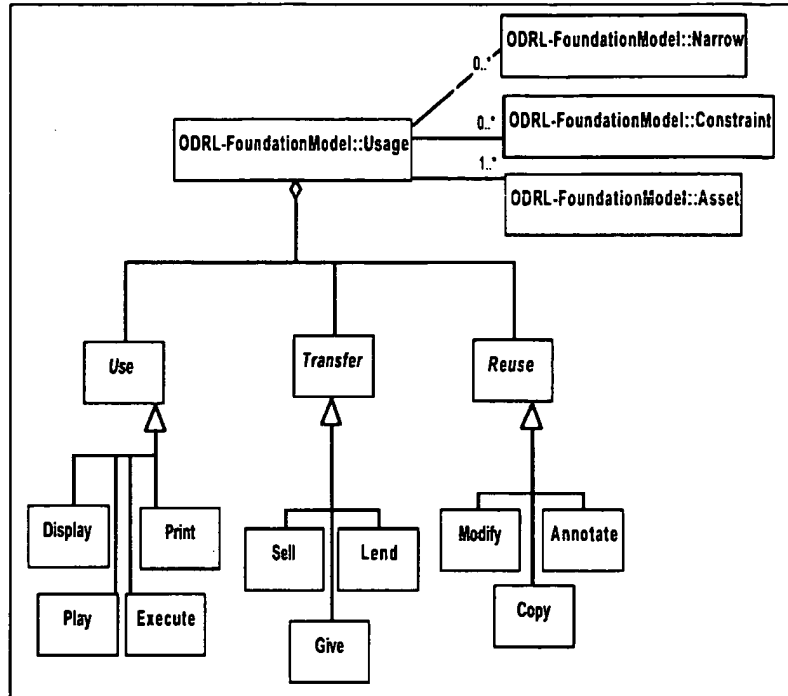 ODRL-FoundationModel::Narrow
0..*
ODRL-FoundationModel::Usage
0..*
ODRL-FoundationModel::Constraint
1..*
ODRL-FoundationModel::Asset
Use
Transfer
Reuse
Display
Print
Sell
Lend
Modify
Annotate
Play
Execute
Give
Copy